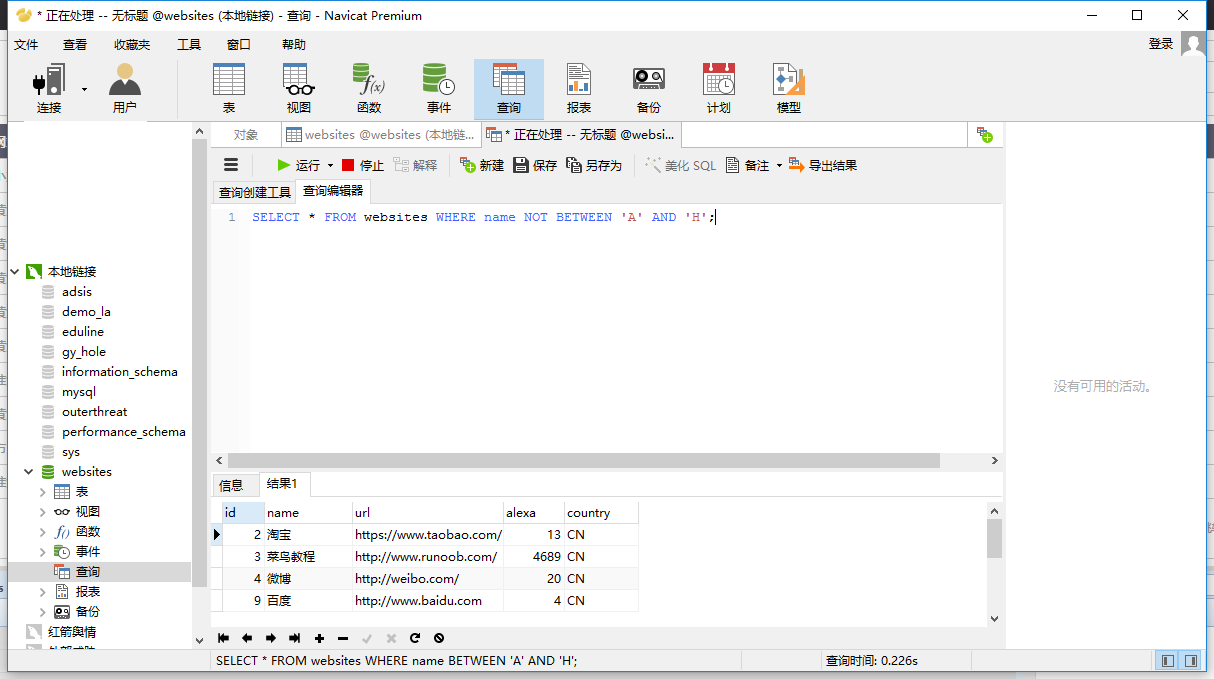 * 正在处理 -- 无标题 @websites (本地链接) - 查询 - Navicat Premium
文件 查看 收藏夹 工具 窗口 帮助 登录
连接 用户 表 视图 函数 事件 查询 报表 备份 计划 模型
对象 websites @websites (本地链... * 正在处理 -- 无标题 @websi...
运行 停止 解释 新建 保存 另存为 美化 SQL 备注 导出结果
查询创建工具 查询编辑器
1 SELECT * FROM websites WHERE name NOT BETWEEN 'A' AND 'H';
本地链接
adsis
demo_la
eduline
gy_hole
information_schema
mysql
outerthreat
performance_schema
sys
websites
表
视图
函数
事件
查询
报表
备份
红箭舆情
没有可用的活动。
信息 结果1
id name url alexa country
2 淘宝 https://www.taobao.com/ 13 CN
3 菜鸟教程 http://www.runoob.com/ 4689 CN
4 微博 http://weibo.com/ 20 CN
9 百度 http://www.baidu.com 4 CN
SELECT * FROM websites WHERE name BETWEEN 'A' AND 'H'; 查询时间: 0.226s